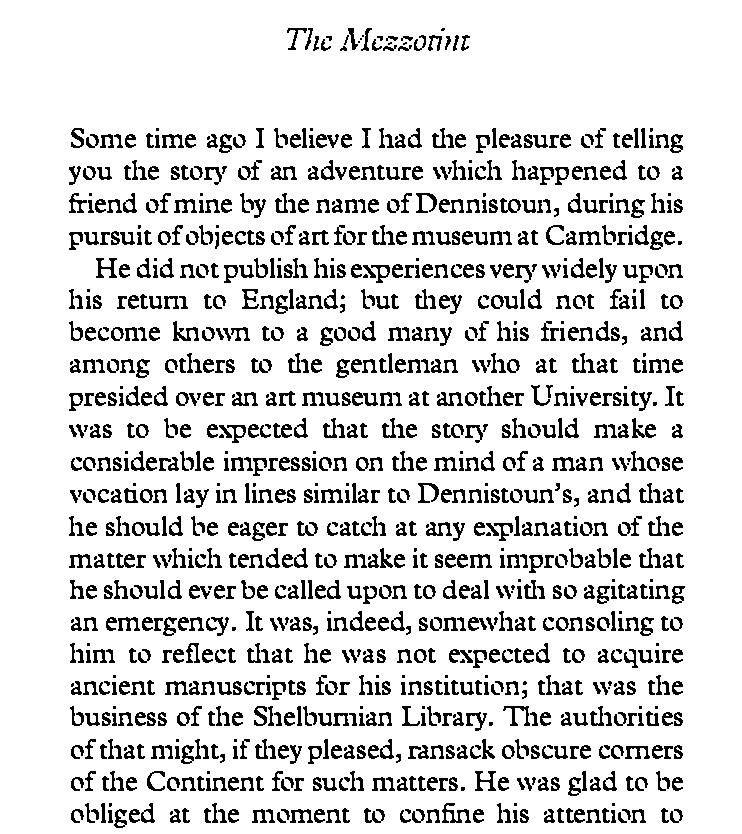 The Mezzotint
Some time ago I believe I had the pleasure of telling
you the story of an adventure which happened to a
friend of mine by the name of Dennistoun, during his
pursuit of objects of art for the museum at Cambridge.
He did not publish his experiences very widely upon
his return to England; but they could not fail to
become known to a good many of his friends, and
among others to the gentleman who at that time
presided over an art museum at another University. It
was to be expected that the story should make a
considerable impression on the mind of a man whose
vocation lay in lines similar to Dennistoun's, and that
he should be eager to catch at any explanation of the
matter which tended to make it seem improbable that
he should ever be called upon to deal with so agitating
an emergency. It was, indeed, somewhat consoling to
him to reflect that he was not expected to acquire
ancient manuscripts for his institution; that was the
business of the Shelburnian Library. The authorities
of that might, if they pleased, ransack obscure corners
of the Continent for such matters. He was glad to be
obliged at the moment to confine his attention to